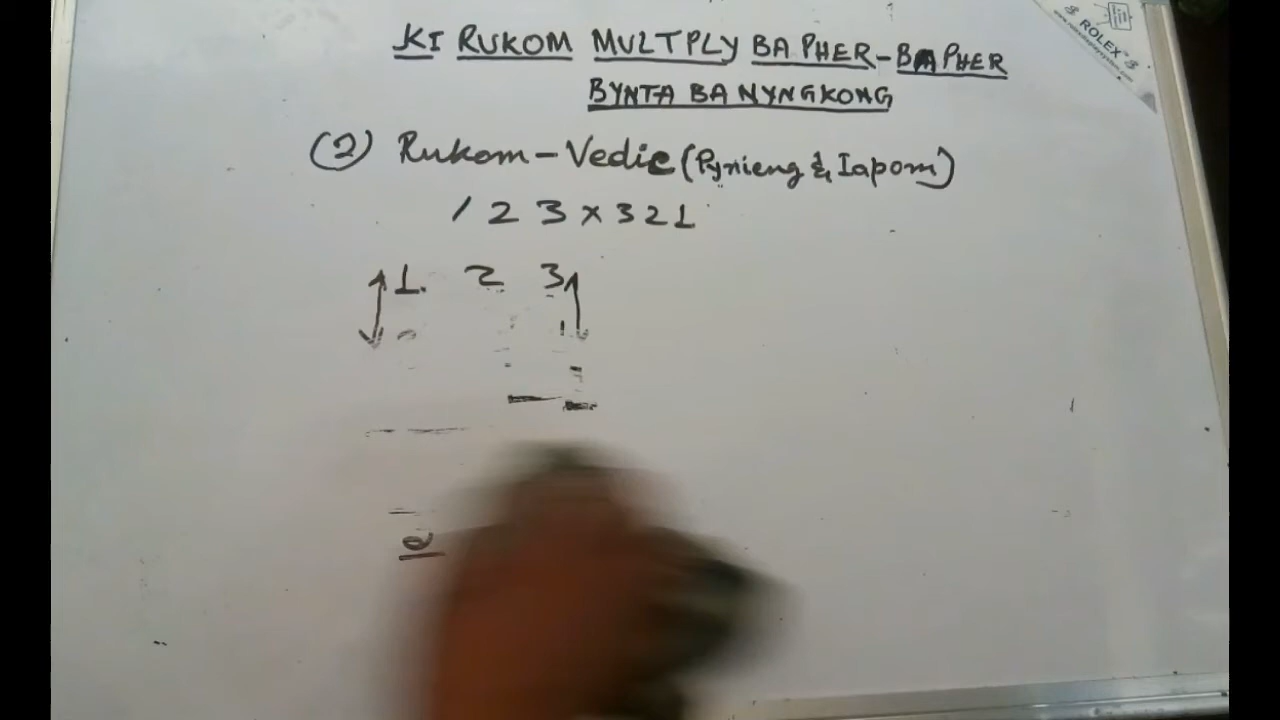 KI RUKOM MULTPLY BA PHER-BA PHER
BYNTA BA NYNGKONG
(2) Rukom-Vedic (Pynieng & Iapom)
1 2 3 x 3 2 1
1 2 3
ROLEX